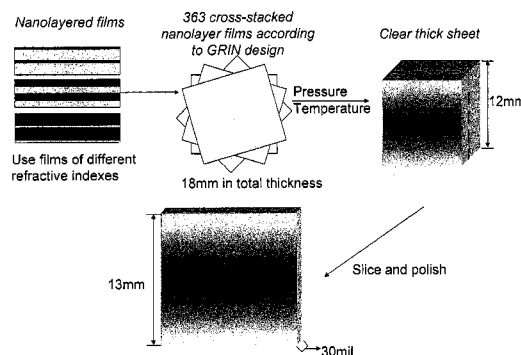 Nanolayered films
363 cross-stacked
nanolayer films according
to GRIN design
Clear thick sheet
Pressure
Temperature
12mm
Use films of different
refractive indexes
18mm in total thickness
13mm
Slice and polish
30mil